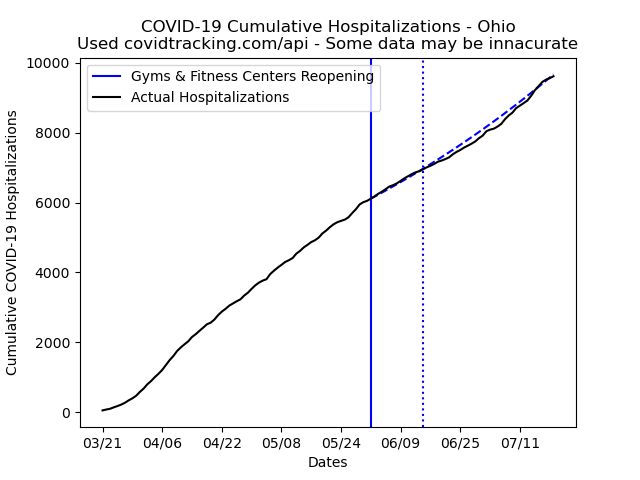 COVID-19 Cumulative Hospitalizations - Ohio
Used covidtracking.com/api - Some data may be innacurate
Gyms & Fitness Centers Reopening
Actual Hospitalizations
Cumulative COVID-19 Hospitalizations
10000
8000
6000
4000
2000
0
03/21 04/06 04/22 05/08 05/24 06/09 06/25 07/11
Dates